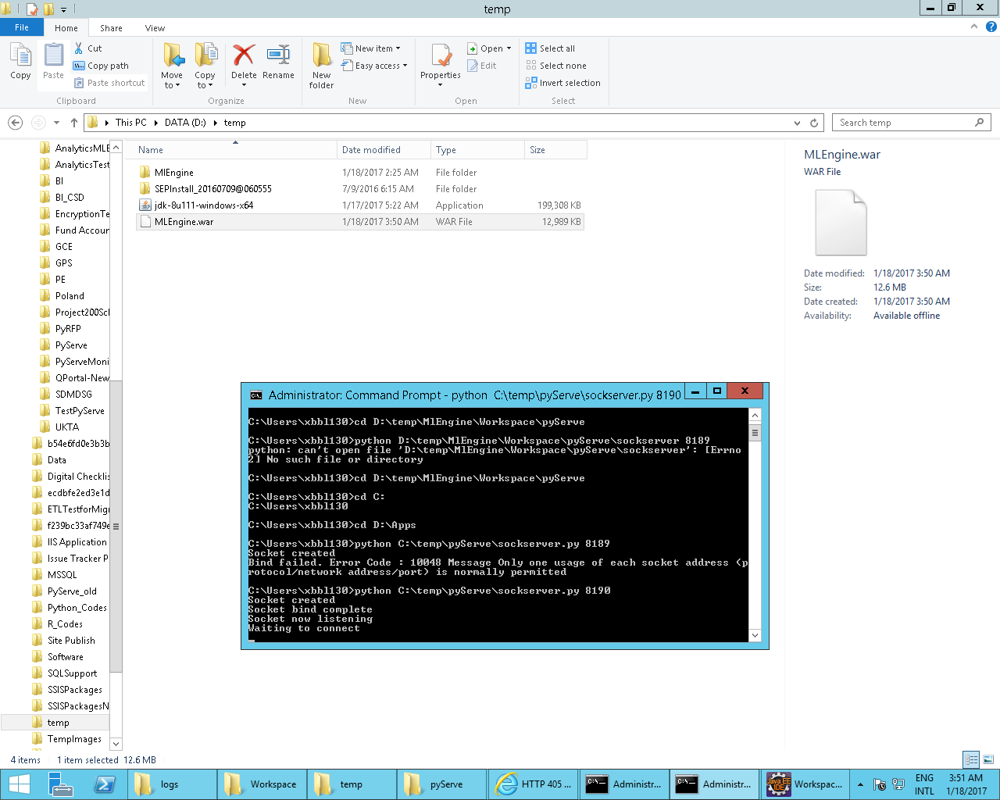 temp
File
Home
Share
View
Copy
Paste
Cut
Copy path
Paste shortcut
Clipboard
Move to
Copy to
Delete
Rename
Organize
New folder
New item
Easy access
New
Properties
Open
Edit
Open
Select all
Select none
Invert selection
Select
This PC
DATA (D:)
temp
Search temp
AnalyticsMLE
AnalyticsTest
BI
BI_CSD
EncryptionTe
Fund Accour
GCE
GPS
PE
Poland
Project200Scl
PyRFP
PyServe
PyServeMoni
QPortal-New
SDMDSG
TestPyServe
UKTA
b54e6fd0e3b3b
Data
Digital Checklis
ecdbfe2ed3e1d
ETLTestforMigr
f239bc33af749e
IIS Application
Issue Tracker P
MSSQL
PyServe_old
Python_Codes
R_Codes
Site Publish
Software
SQLSupport
SSISPackages
SSISPackagesN
temp
TempImages
Name Date modified Type Size
MlEngine 1/18/2017 2:25 AM File folder
SEPInstall_20160709@060555 7/9/2016 6:15 AM File folder
jdk-8u111-windows-x64 1/17/2017 5:22 AM Application 199,308 KB
MLEngine.war 1/18/2017 3:50 AM WAR File 12,989 KB
MLEngine.war
WAR File
Date modified: 1/18/2017 3:50 AM
Size: 12.6 MB
Date created: 1/18/2017 3:50 AM
Availability: Available offline
Administrator: Command Prompt - python C:\temp\pyServe\sockserver.py 8190
C:\Users\xbbl130>cd D:\temp\MlEngine\Workspace\pyServe
C:\Users\xbbl130>python D:\temp\MlEngine\Workspace\pyServe\sockserver 8189
python: can't open file 'D:\temp\MlEngine\Workspace\pyServe\sockserver': [Errno
2] No such file or directory
C:\Users\xbbl130>cd D:\temp\MlEngine\Workspace\pyServe
C:\Users\xbbl130>cd C:
C:\Users\xbbl130
C:\Users\xbbl130>cd D:\Apps
C:\Users\xbbl130>python C:\temp\pyServe\sockserver.py 8189
Socket created
Bind failed. Error Code : 10048 Message Only one usage of each socket address (p
rotocol/network address/port) is normally permitted
C:\Users\xbbl130>python C:\temp\pyServe\sockserver.py 8190
Socket created
Socket bind complete
Socket now listening
Waiting to connect
4 items 1 item selected 12.6 MB
logs
Workspace
temp
pyServe
HTTP 405 ...
Administr...
Administr...
Java EE IDE
Workspac...
ENG
INTL
3:51 AM
1/18/2017